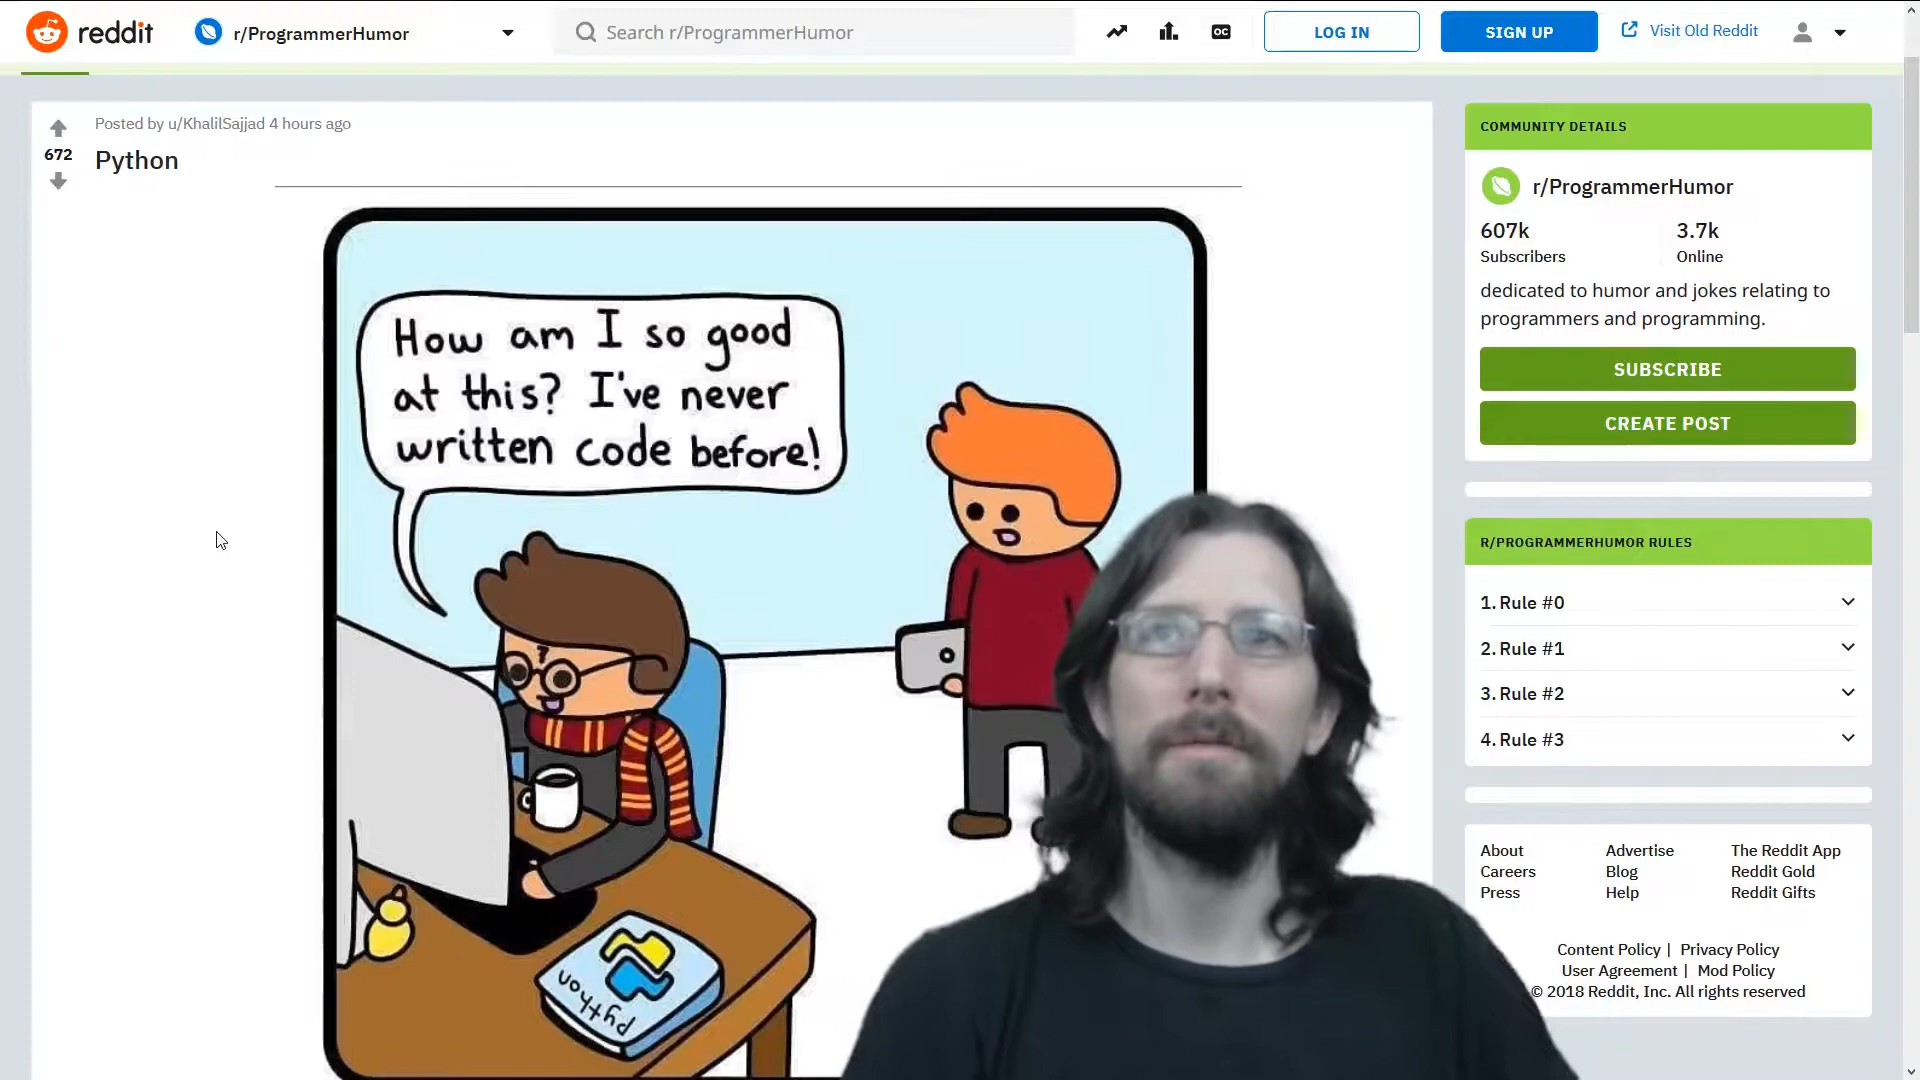 reddit
r/ProgrammerHumor
Search r/ProgrammerHumor
OC
LOG IN
SIGN UP
Visit Old Reddit
Posted by u/KhalilSajjad 4 hours ago
672
Python
How am I so good
at this? I've never
written code before!
python
COMMUNITY DETAILS
r/ProgrammerHumor
607k
3.7k
Subscribers
Online
dedicated to humor and jokes relating to
programmers and programming.
SUBSCRIBE
CREATE POST
R/PROGRAMMERHUMOR RULES
1. Rule #0
2. Rule #1
3. Rule #2
4. Rule #3
About
Advertise
The Reddit App
Careers
Blog
Reddit Gold
Press
Help
Reddit Gifts
Content Policy | Privacy Policy
User Agreement | Mod Policy
© 2018 Reddit, Inc. All rights reserved